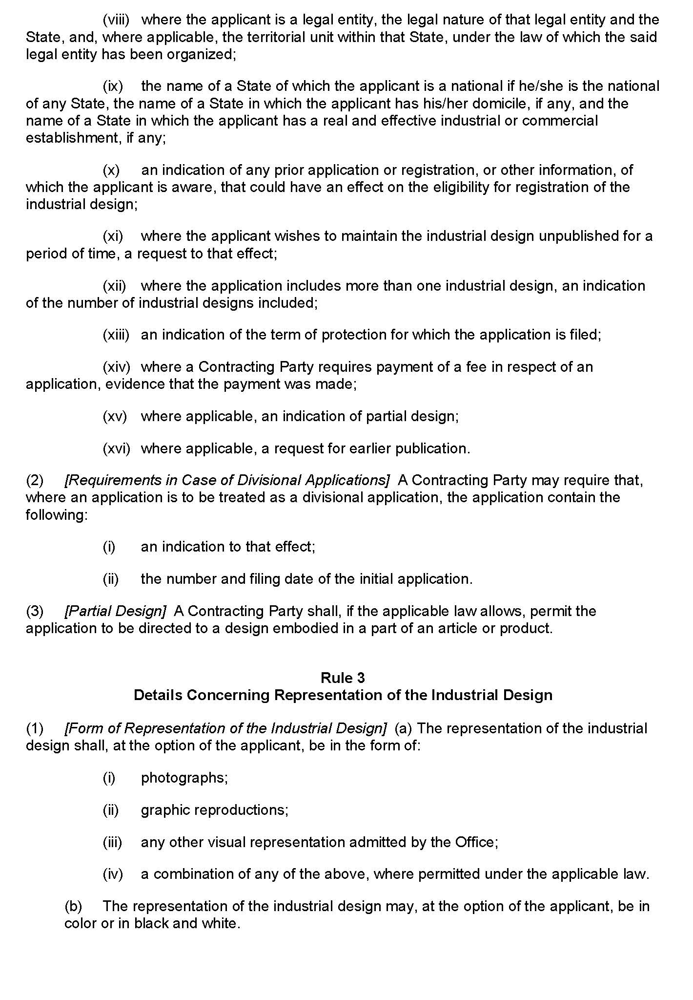 (viii) where the applicant is a legal entity, the legal nature of that legal entity and the
State, and, where applicable, the territorial unit within that State, under the law of which the said
legal entity has been organized;
(ix) the name of a State of which the applicant is a national if he/she is the national
of any State, the name of a State in which the applicant has his/her domicile, if any, and the
name of a State in which the applicant has a real and effective industrial or commercial
establishment, if any;
(x) an indication of any prior application or registration, or other information, of
which the applicant is aware, that could have an effect on the eligibility for registration of the
industrial design;
(xi) where the applicant wishes to maintain the industrial design unpublished for a
period of time, a request to that effect;
(xii) where the application includes more than one industrial design, an indication
of the number of industrial designs included;
(xiii) an indication of the term of protection for which the application is filed;
(xiv) where a Contracting Party requires payment of a fee in respect of an
application, evidence that the payment was made;
(xv) where applicable, an indication of partial design;
(xvi) where applicable, a request for earlier publication.
(2) [Requirements in Case of Divisional Applications] A Contracting Party may require that,
where an application is to be treated as a divisional application, the application contain the
following:
(i) an indication to that effect;
(ii) the number and filing date of the initial application.
(3) [Partial Design] A Contracting Party shall, if the applicable law allows, permit the
application to be directed to a design embodied in a part of an article or product.
Rule 3
Details Concerning Representation of the Industrial Design
(1) [Form of Representation of the Industrial Design] (a) The representation of the industrial
design shall, at the option of the applicant, be in the form of:
(i) photographs;
(ii) graphic reproductions;
(iii) any other visual representation admitted by the Office;
(iv) a combination of any of the above, where permitted under the applicable law.
(b) The representation of the industrial design may, at the option of the applicant, be in
color or in black and white.